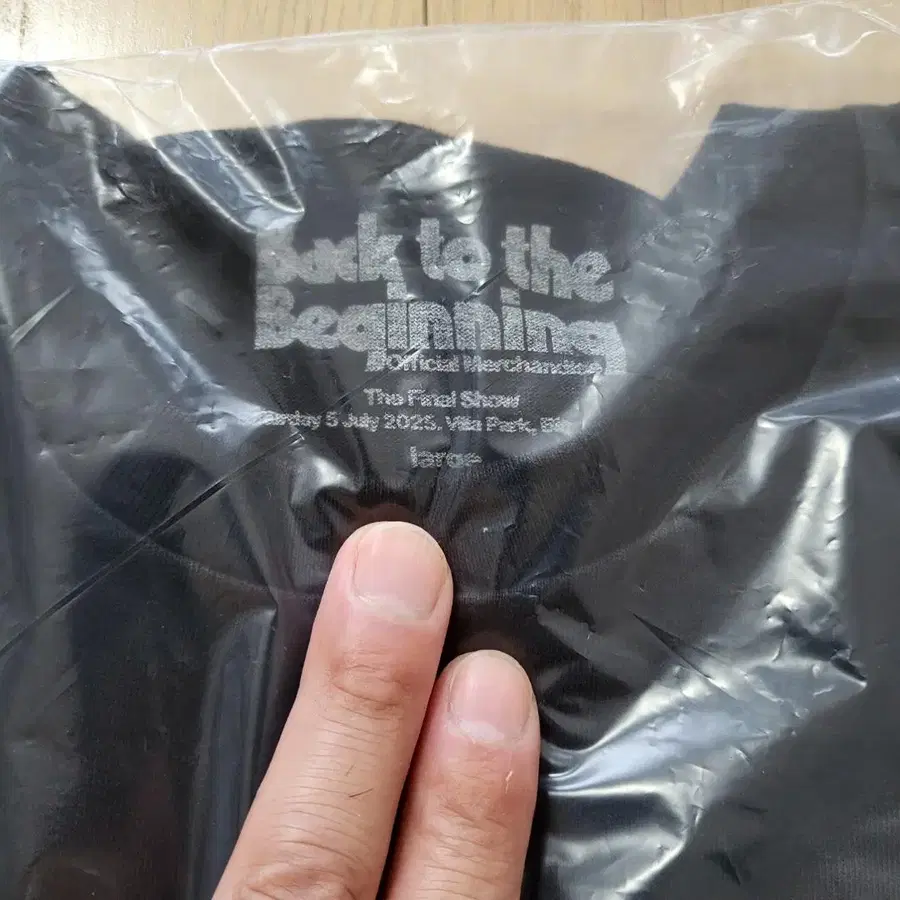 Back to the
Beginning
Official Merchandise
The Final Show
5 July 2025, Villa Park,
large